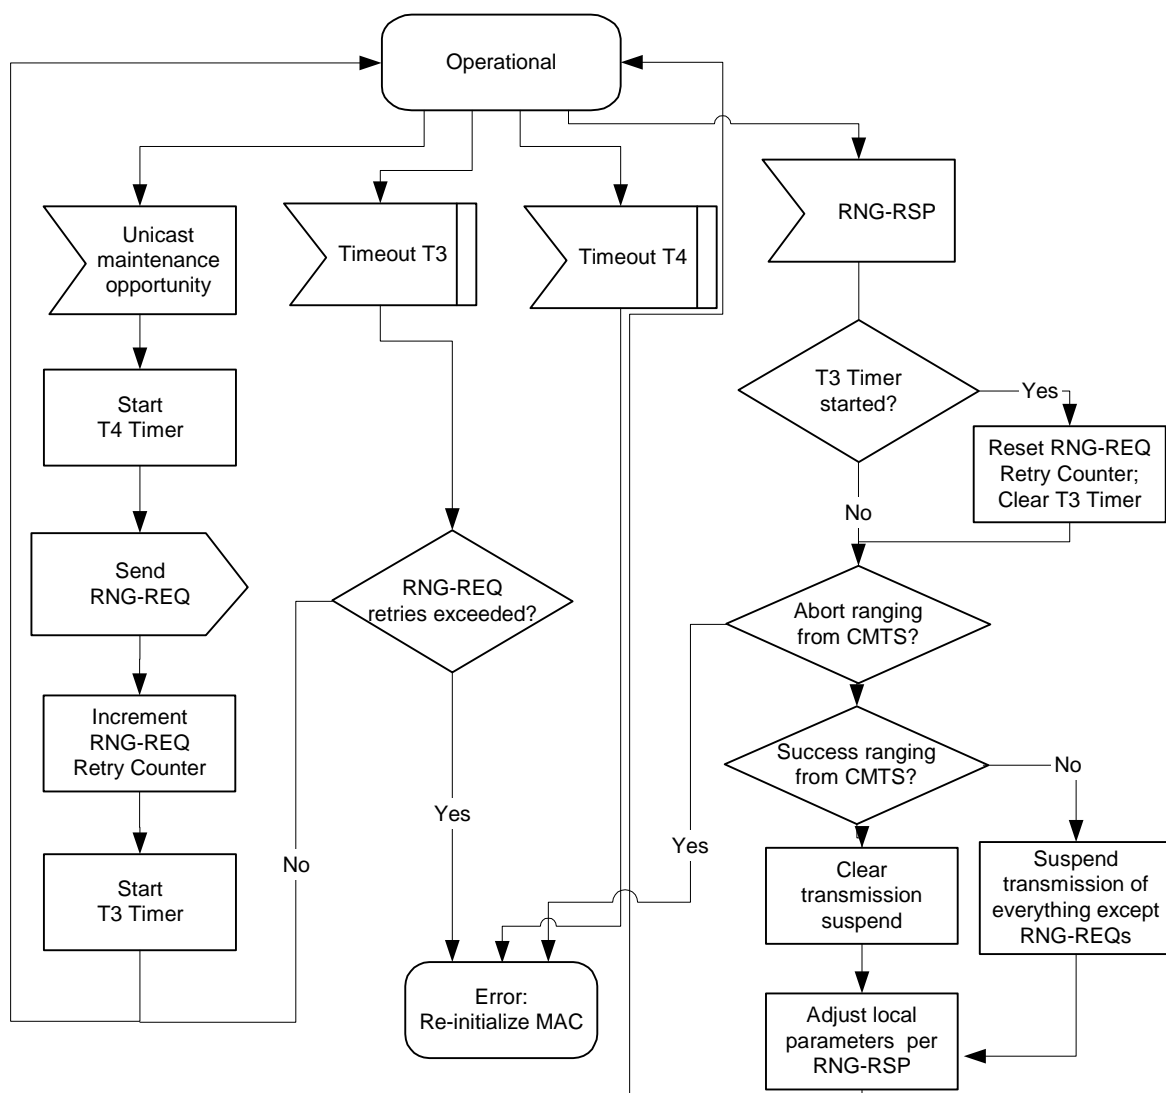 Operational
Unicast
maintenance
opportunity
Timeout T3
Timeout T4
RNG-RSP
Start
T4 Timer
T3 Timer
started?
Yes
Reset RNG-REQ
Retry Counter;
Clear T3 Timer
No
Send
RNG-REQ
RNG-REQ
retries exceeded?
Abort ranging
from CMTS?
Increment
RNG-REQ
Retry Counter
Success ranging
from CMTS?
No
Yes
Yes
No
Start
T3 Timer
Clear
transmission
suspend
Suspend
transmission of
everything except
RNG-REQs
Error:
Re-initialize MAC
Adjust local
parameters per
RNG-RSP